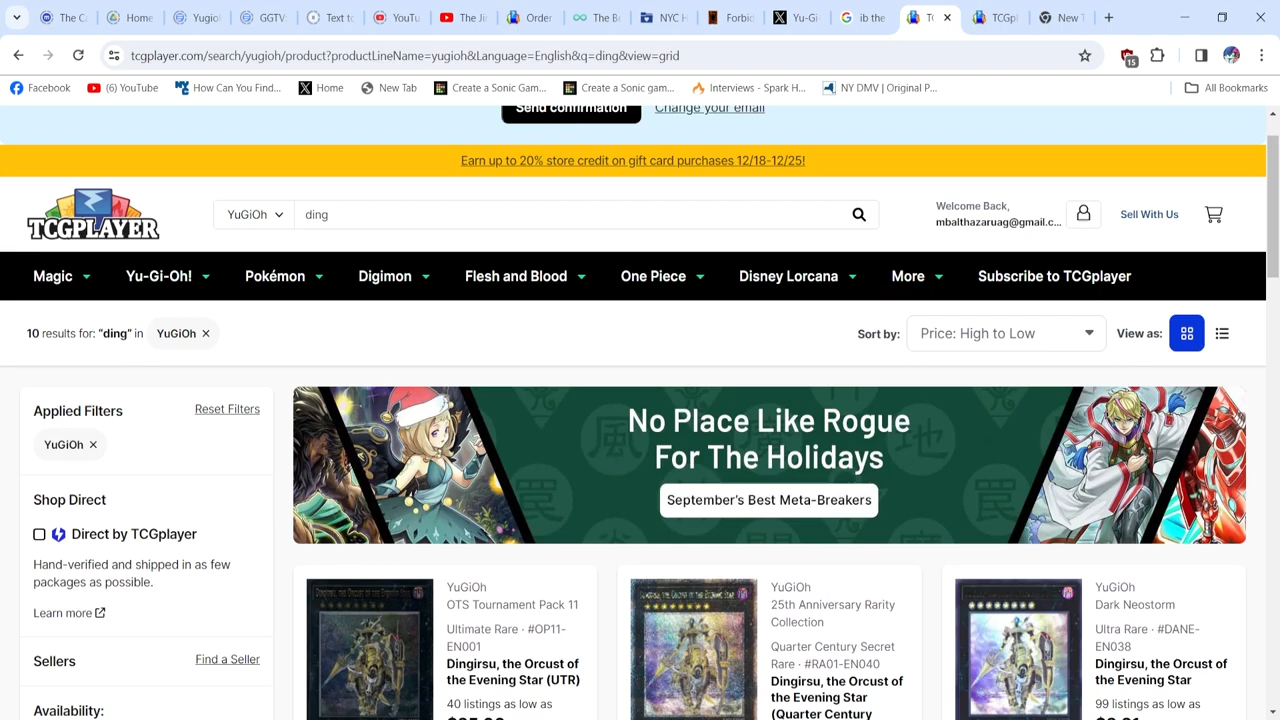 The C
Home
Yugio
GGTV:
Text to
YouTu
The Ji
Order
The Be
NYC H
Forbic
Yu-Gi
ib the
TC
TCGpl
New T
tcgplayer.com/search/yugioh/product?productLineName=yugioh&Language=English&q=ding&view=grid
15
Facebook
(6) YouTube
How Can You Find...
Home
New Tab
Create a Sonic Gam...
Create a Sonic gam...
Interviews - Spark H...
NY DMV | Original P...
All Bookmarks
Send confirmation
Change your email
Earn up to 20% store credit on gift card purchases 12/18-12/25!
TCGPLAYER
YuGiOh
ding
Welcome Back,
mbalthazaruag@gmail.c...
Sell With Us
Magic
Yu-Gi-Oh!
Pokémon
Digimon
Flesh and Blood
One Piece
Disney Lorcana
More
Subscribe to TCGplayer
10 results for: “ding” in YuGiOh
Sort by:
Price: High to Low
View as:
Applied Filters
Reset Filters
YuGiOh
Shop Direct
Direct by TCGplayer
Hand-verified and shipped in as few
packages as possible.
Learn more
Sellers
Find a Seller
Availability:
No Place Like Rogue
For The Holidays
September's Best Meta-Breakers
YuGiOh
OTS Tournament Pack 11
Ultimate Rare · #OP11-
EN001
Dingirsu, the Orcust of
the Evening Star (UTR)
40 listings as low as
YuGiOh
25th Anniversary Rarity
Collection
Quarter Century Secret
Rare · #RA01-EN040
Dingirsu, the Orcust of
the Evening Star
(Quarter Century
YuGiOh
Dark Neostorm
Ultra Rare · #DANE-
EN038
Dingirsu, the Orcust of
the Evening Star
99 listings as low as